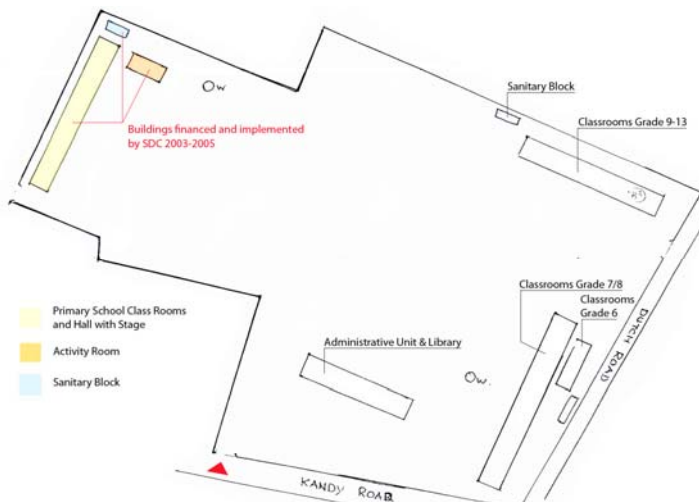 Sanitary Block
Classrooms Grade 9-13
Ow
Buildings financed and implemented
by SDC 2003-2005
Classrooms Grade 7/8
Classrooms
Grade 6
DUTCH ROAD
Primary School Class Rooms
and Hall with Stage
Administrative Unit & Library
Activity Room
Ow.
Sanitary Block
KANDY ROAD